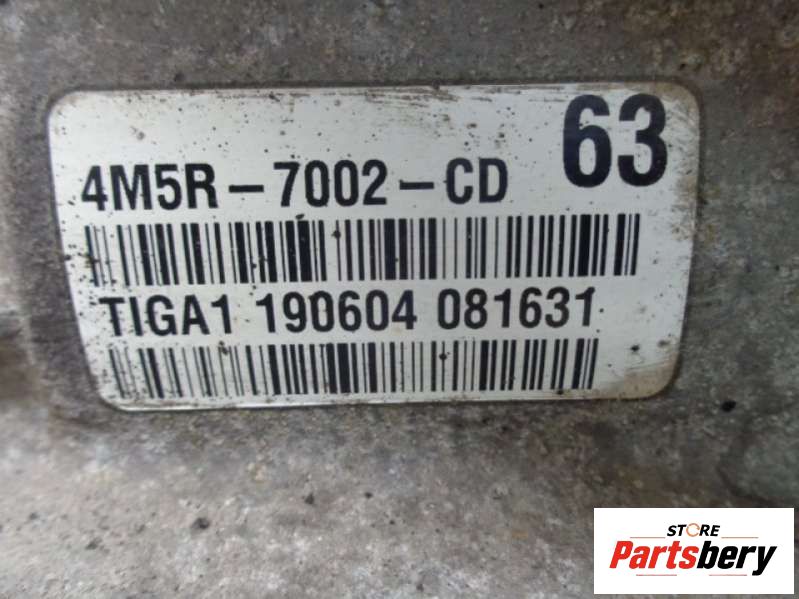 63
4M5R-7002-CD
TIGA1 190604 081631
STORE
Partsbery